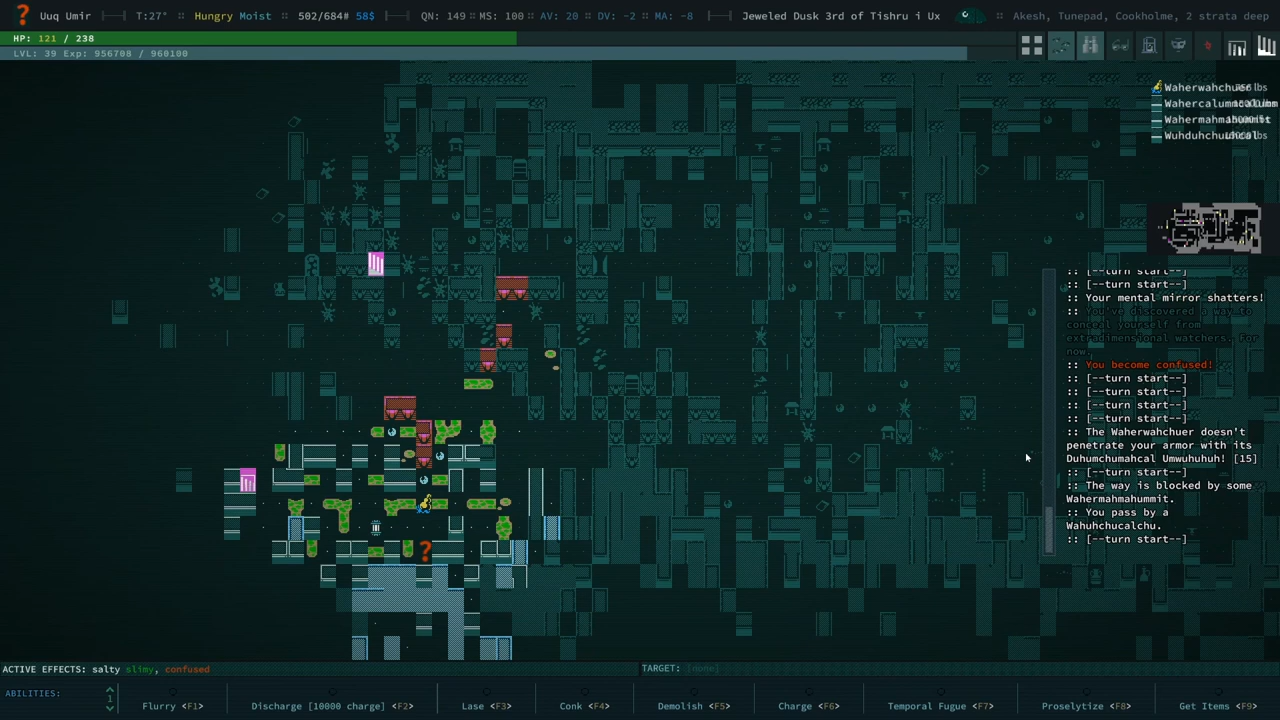 Uuq Umir T:27° :: Hungry Moist :: 502/684# 58$ QN: 149 :: MS: 100 :: AV: 20 :: DV: -2 :: MA: -8 Jeweled Dusk 3rd of Tishru i Ux :: Akesh, Tunepad, Cookholme, 2 strata deep
HP: 121 / 238
LVL: 39 Exp: 956708 / 960100
Waherwahchuer lbs
:: [--turn start--]
:: [--turn start--]
:: Your mental mirror shatters!
:: You've discovered a way to
conceal yourself from
extradimensional watchers. For
now.
:: You become confused!
:: [--turn start--]
:: [--turn start--]
:: [--turn start--]
:: [--turn start--]
:: The Waherwahchuer doesn't
penetrate your armor with its
Duhumchumahcal Umwuhuhuh! [15]
:: [--turn start--]
:: The way is blocked by some
Wahermahmahummit.
:: You pass by a
Wahuhchucalchu.
:: [--turn start--]
ACTIVE EFFECTS: salty slimy, confused TARGET: [none]
ABILITIES: 1 Flurry <F1> Discharge [10000 charge] <F2> Lase <F3> Conk <F4> Demolish <F5> Charge <F6> Temporal Fugue <F7> Proselytize <F8> Get Items <F9>